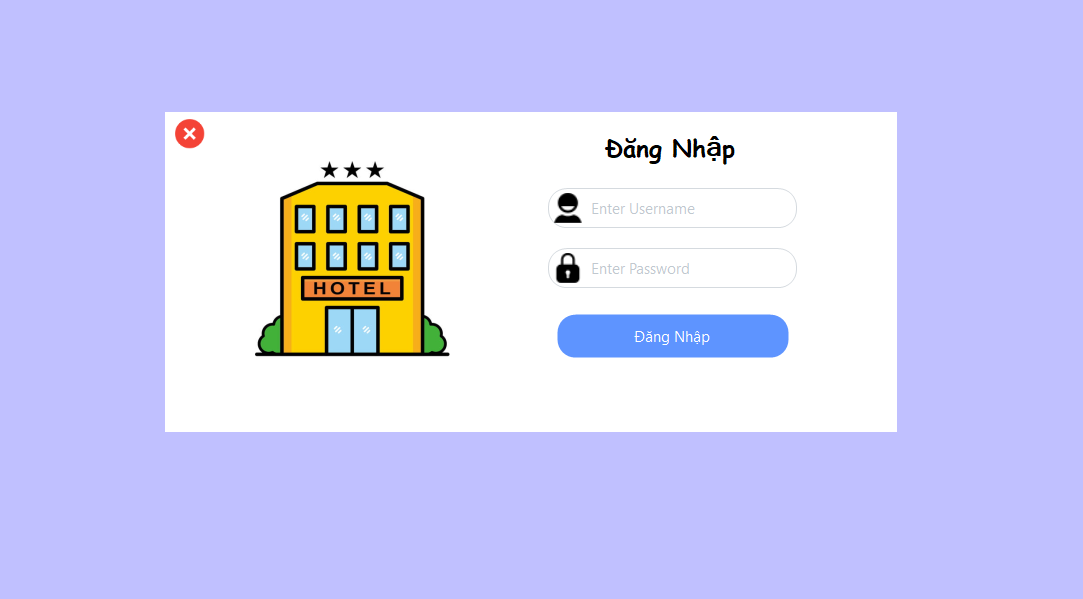 Đăng Nhập
HOTEL
Enter Username
Enter Password
Đăng Nhập